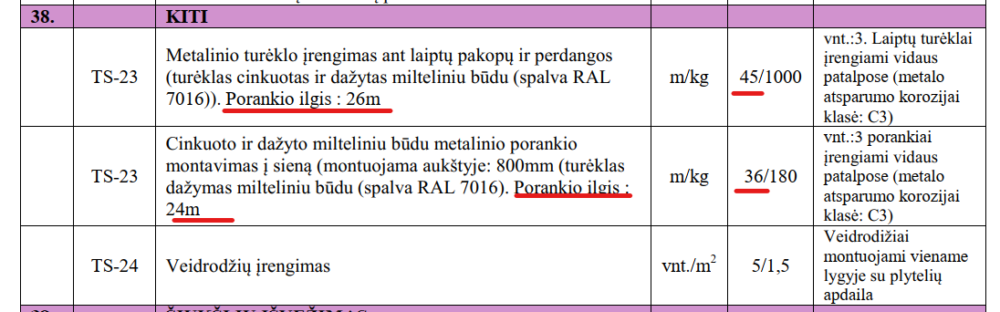 38. KITI
TS-23
Metalinio turėklo įrengimas ant laiptų pakopų ir perdangos
(turėklas cinkuotas ir dažytas milteliniu būdu (spalva RAL
7016)). Porankio ilgis : 26m
m/kg
45/1000
vnt.:3. Laiptų turėklai
įrengiami vidaus
patalpose (metalo
atsparumo korozijai
klasė: C3)
TS-23
Cinkuoto ir dažyto milteliniu būdu metalinio porankio
montavimas į sieną (montuojama aukštyje: 800mm (turėklas
dažymas milteliniu būdu (spalva RAL 7016). Porankio ilgis :
24m
m/kg
36/180
vnt.:3 porankiai
įrengiami vidaus
patalpose (metalo
atsparumo korozijai
klasė: C3)
TS-24
Veidrodžių įrengimas
vnt./m²
5/1,5
Veidrodižiai
montuojami viename
lygyje su plytelių
apdaila